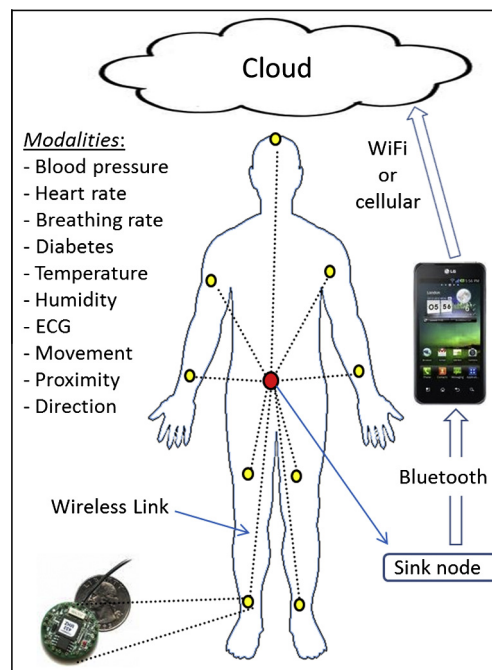 Cloud
Modalities:
- Blood pressure
- Heart rate
- Breathing rate
- Diabetes
- Temperature
- Humidity
- ECG
- Movement
- Proximity
- Direction
WiFi
or
cellular
LG
Bluetooth
Wireless Link
Sink node